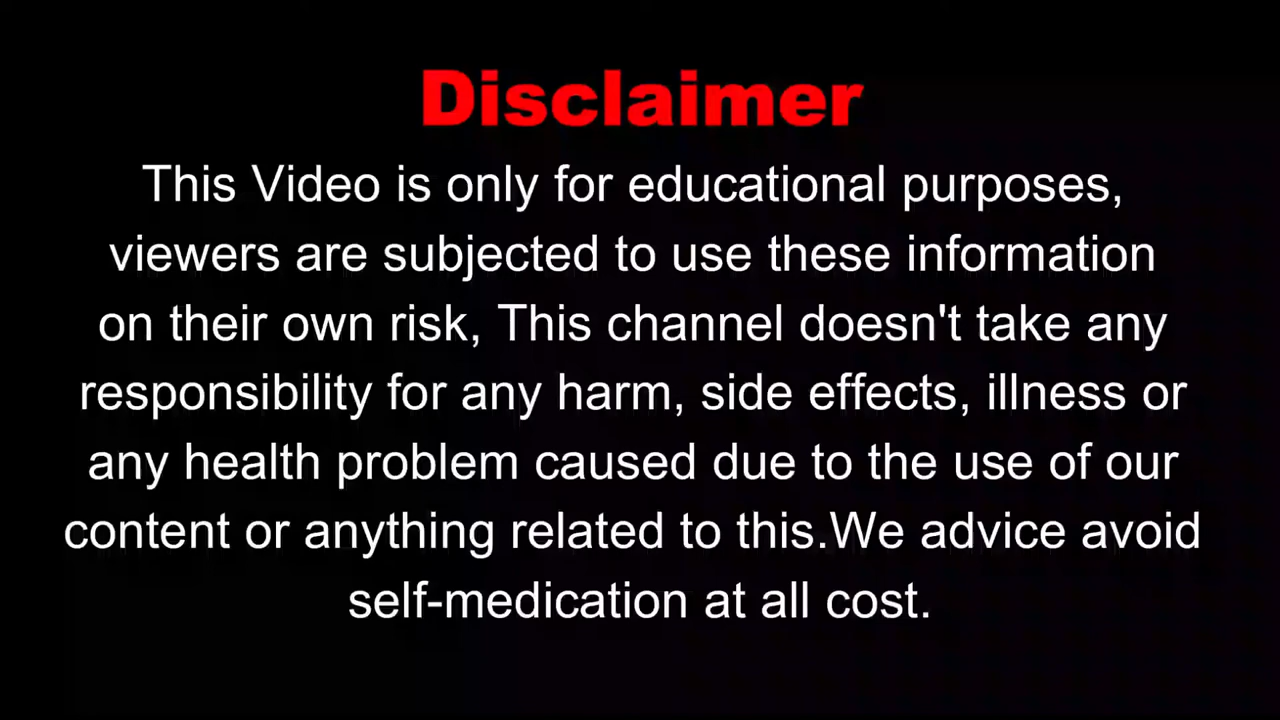 Disclaimer
This Video is only for educational purposes,
viewers are subjected to use these information
on their own risk, This channel doesn't take any
responsibility for any harm, side effects, illness or
any health problem caused due to the use of our
content or anything related to this.We advice avoid
self-medication at all cost.